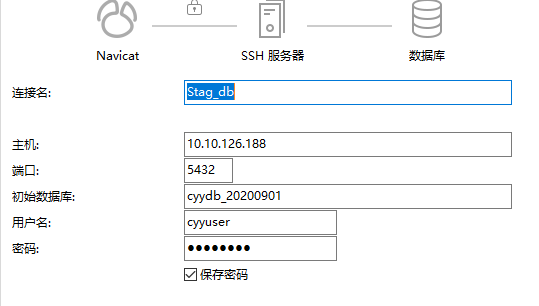 Navicat SSH 服务器 数据库
连接名: Stag_db
主机: 10.10.126.188
端口: 5432
初始数据库: cyydb_20200901
用户名: cyyuser
密码: ●●●●●●●●
保存密码